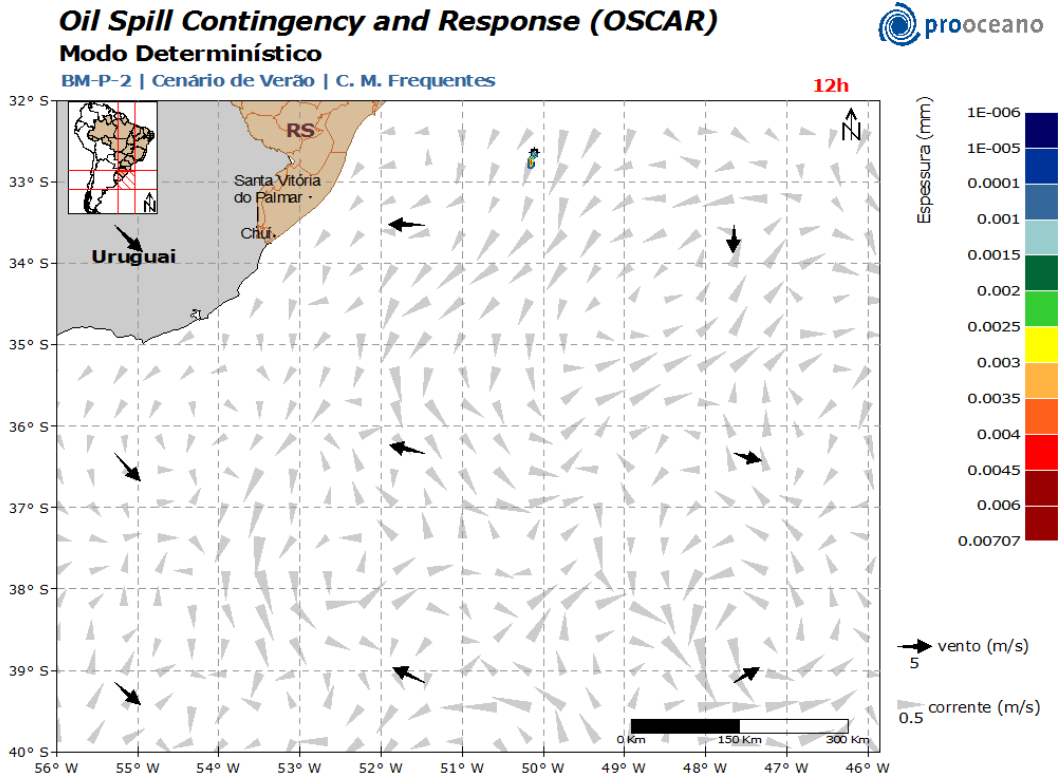 Oil Spill Contingency and Response (OSCAR)
prooceano
Modo Determinístico
BM-P-2 | Cenário de Verão | C. M. Frequentes
12h
32° S
33° S
34° S
35° S
36° S
37° S
38° S
39° S
40° S
N
N
RS
Santa Vitória
do Palmar
Chuí
Uruguai
Espessura (mm)
1E-006
1E-005
0.0001
0.001
0.0015
0.002
0.0025
0.003
0.0035
0.004
0.0045
0.006
0.00707
vento (m/s)
5
corrente (m/s)
0.5
0 Km
150 Km
300 Km
56° W
55° W
54° W
53° W
52° W
51° W
50° W
49° W
48° W
47° W
46° W